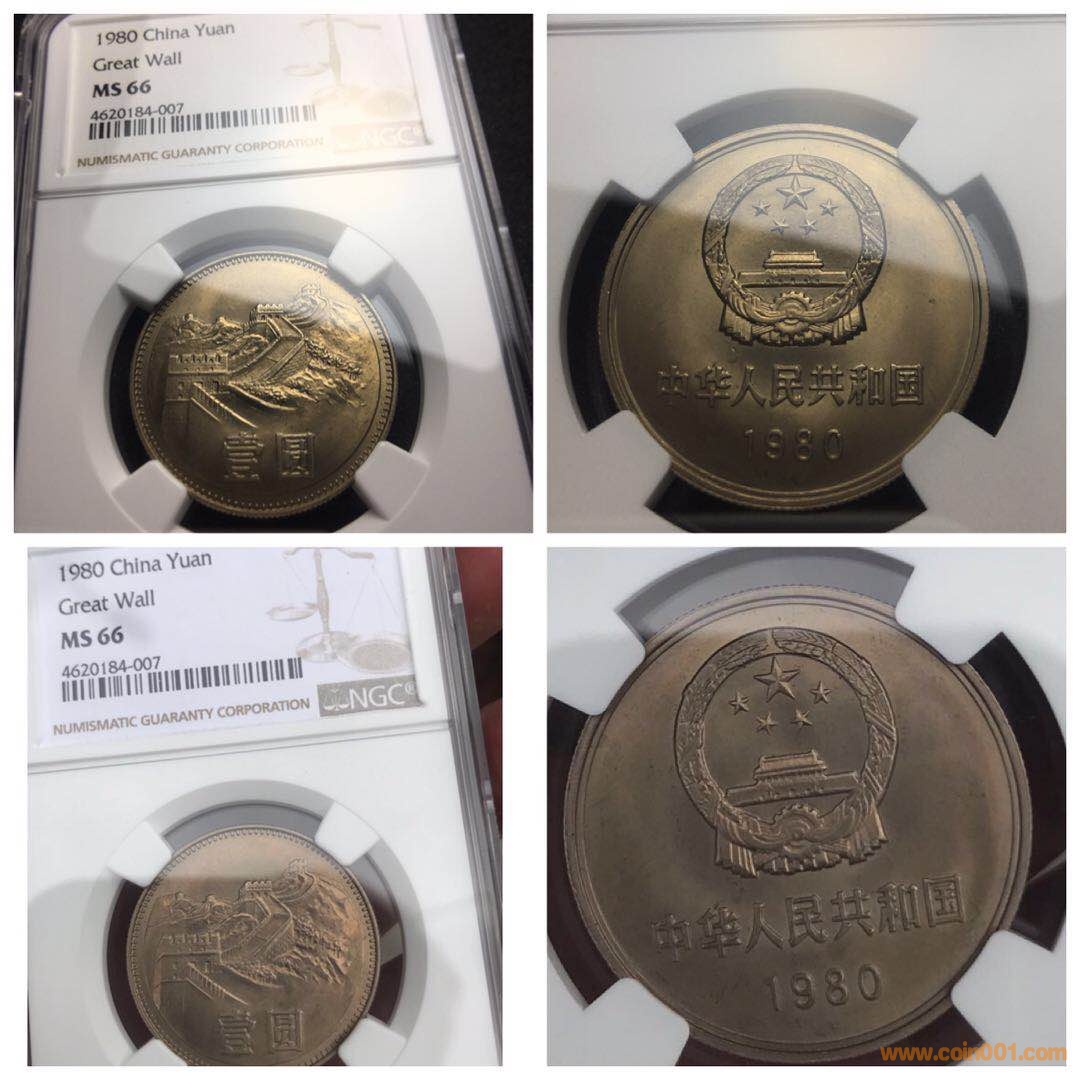 1980 China Yuan
Great Wall
MS 66
4620184-007
NUMISMATIC GUARANTY CORPORATION
NGC®
壹圆
中华人民共和国
1980
1980 China Yuan
Great Wall
MS 66
4620184-007
NUMISMATIC GUARANTY CORPORATION
NGC®
壹圆
中华人民共和国
1980
www.coin001.com